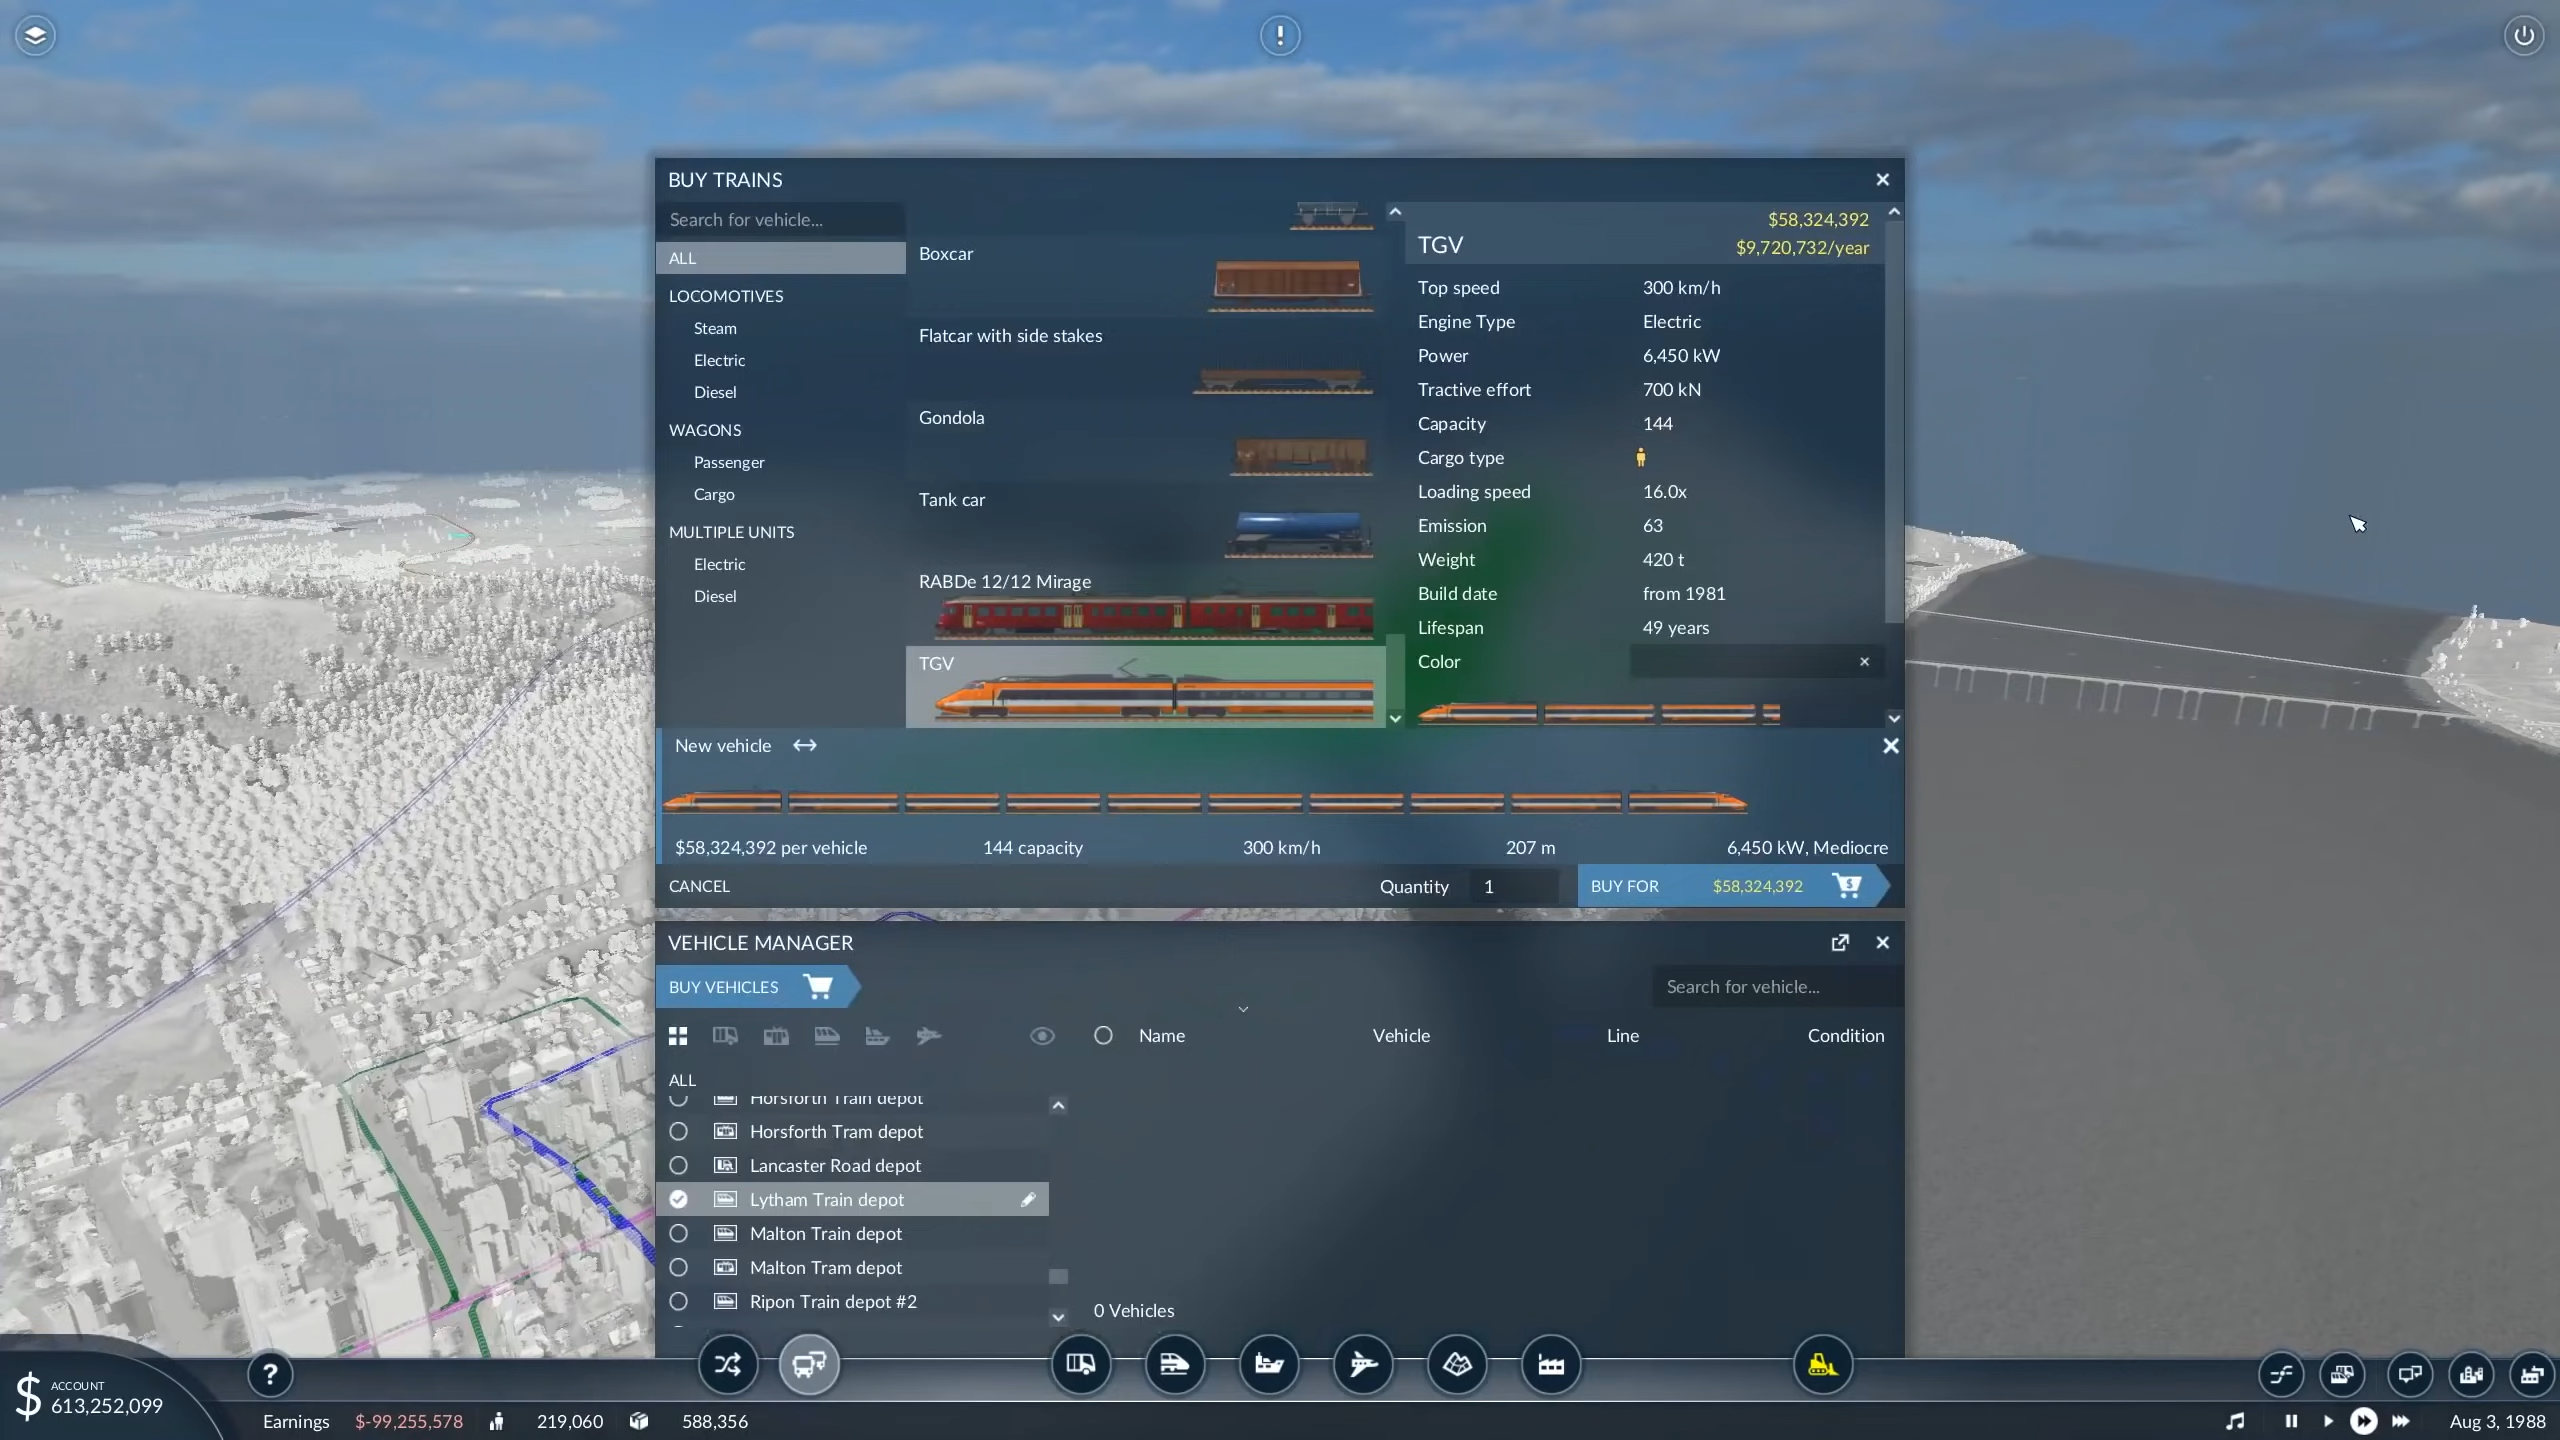 BUY TRAINS
Search for vehicle...
ALL
LOCOMOTIVES
Steam
Electric
Diesel
WAGONS
Passenger
Cargo
MULTIPLE UNITS
Electric
Diesel
Boxcar
Flatcar with side stakes
Gondola
Tank car
RABDe 12/12 Mirage
TGV
$58,324,392
TGV
$9,720,732/year
Top speed 300 km/h
Engine Type Electric
Power 6,450 kW
Tractive effort 700 kN
Capacity 144
Cargo type
Loading speed 16.0x
Emission 63
Weight 420 t
Build date from 1981
Lifespan 49 years
Color
New vehicle
$58,324,392 per vehicle 144 capacity 300 km/h 207 m 6,450 kW, Mediocre
CANCEL Quantity 1 BUY FOR $58,324,392
VEHICLE MANAGER
BUY VEHICLES Search for vehicle...
Name Vehicle Line Condition
ALL
Horsforth Train depot
Horsforth Tram depot
Lancaster Road depot
Lytham Train depot
Malton Train depot
Malton Tram depot
Ripon Train depot #2
0 Vehicles
ACCOUNT
613,252,099
Earnings $-99,255,578 219,060 588,356 Aug 3, 1988